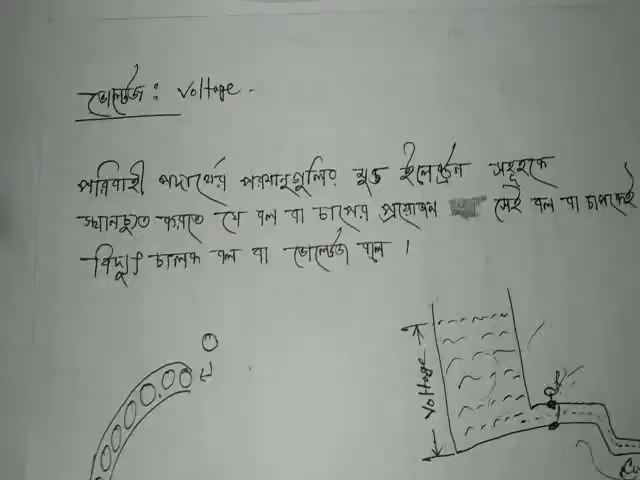 ভোল্টেজ : Voltage .
পরিবাহী পদার্থের পরমানুগুলির মুক্ত ইলেকট্রন সমূহকে
স্থানচ্যুত করতে যে বল বা চাপের প্রয়োজন সেই বল বা চাপকেই
বিদ্যুৎ চালক বল বা ভোল্টেজ বলে ।
Voltage